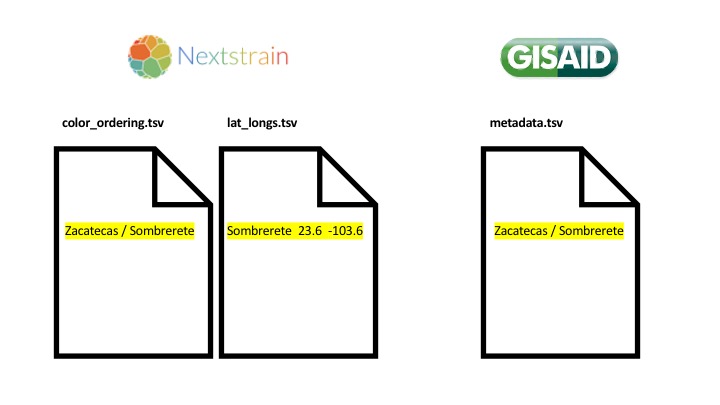 Nextstrain
GISAID
color_ordering.tsv
lat_longs.tsv
metadata.tsv
Zacatecas / Sombrerete
Sombrerete 23.6 -103.6
Zacatecas / Sombrerete